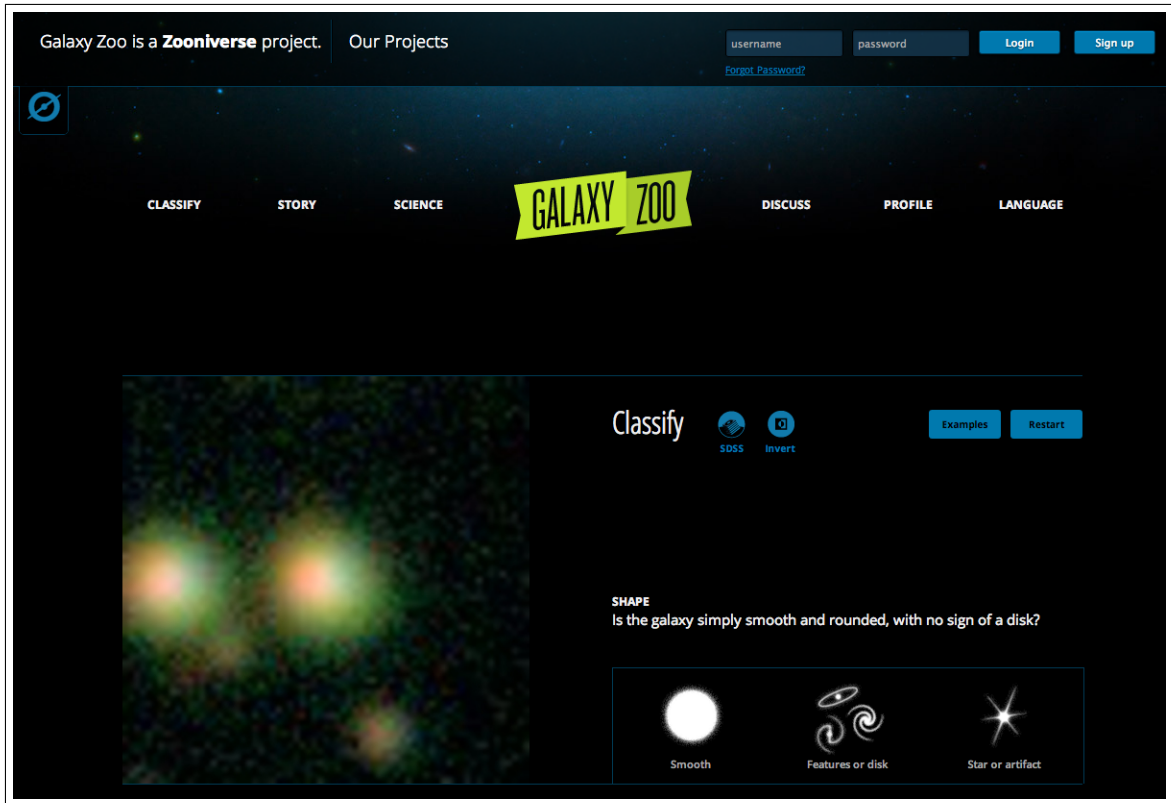 Galaxy Zoo is a Zooniverse project. Our Projects username password Login Sign up
Forgot Password?
CLASSIFY STORY SCIENCE GALAXY ZOO DISCUSS PROFILE LANGUAGE
Classify Examples Restart
SDSS Invert
SHAPE
Is the galaxy simply smooth and rounded, with no sign of a disk?
Smooth Features or disk Star or artifact